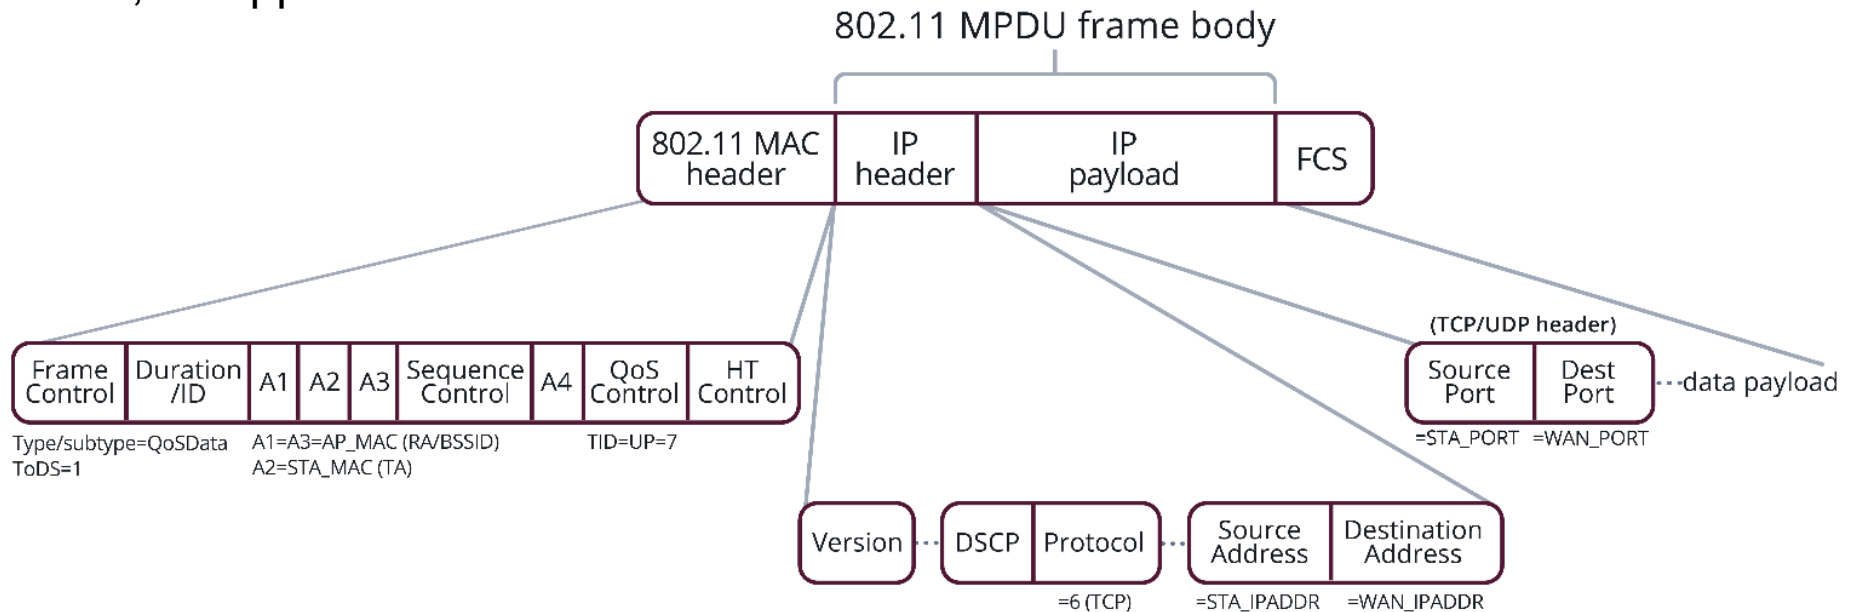 802.11 MPDU frame body
802.11 MAC
header
IP
header
IP
payload
FCS
(TCP/UDP header)
Frame
Control
Duration
/ID
A1
A2
A3
Sequence
Control
A4
QoS
Control
HT
Control
Source
Port
Dest
Port
data payload
Type/subtype=QoSData
ToDS=1
A1=A3=AP_MAC (RA/BSSID)
A2=STA_MAC (TA)
TID=UP=7
=STA_PORT
=WAN_PORT
Version
DSCP
Protocol
Source
Address
Destination
Address
=6 (TCP)
=STA_IPADDR
=WAN_IPADDR